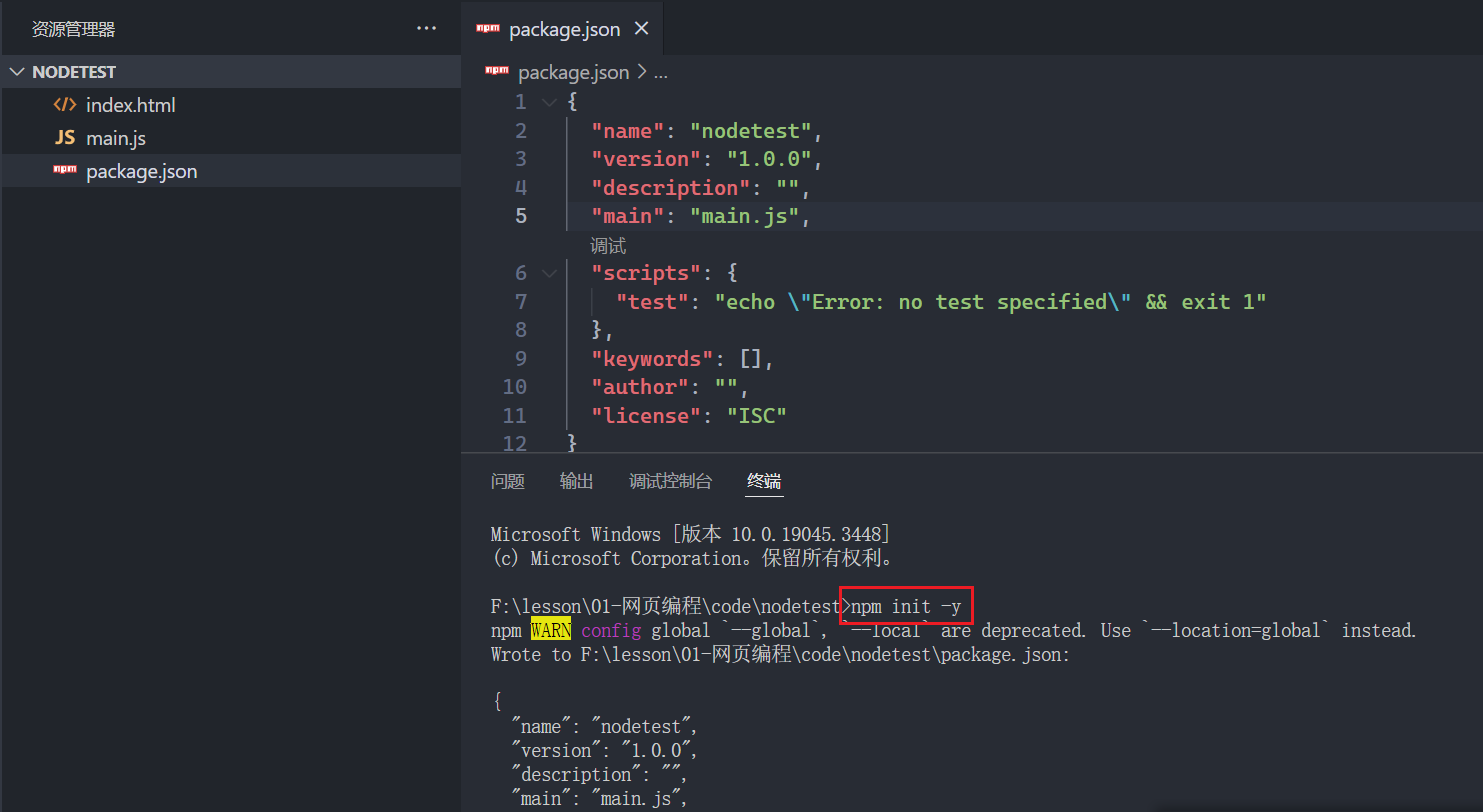 资源管理器 ···
NODETEST
</> index.html
JS main.js
npm package.json
npm package.json ×
npm package.json > ...
1 {
2 "name": "nodetest",
3 "version": "1.0.0",
4 "description": "",
5 "main": "main.js",
调试
6 "scripts": {
7 "test": "echo \"Error: no test specified\" && exit 1"
8 },
9 "keywords": [],
10 "author": "",
11 "license": "ISC"
12 }
问题 输出 调试控制台 终端
Microsoft Windows [版本 10.0.19045.3448]
(c) Microsoft Corporation。保留所有权利。
F:\lesson\01-网页编程\code\nodetest>npm init -y
npm WARN config global `--global`, `--local` are deprecated. Use `--location=global` instead.
Wrote to F:\lesson\01-网页编程\code\nodetest\package.json:
{
"name": "nodetest",
"version": "1.0.0",
"description": "",
"main": "main.js",